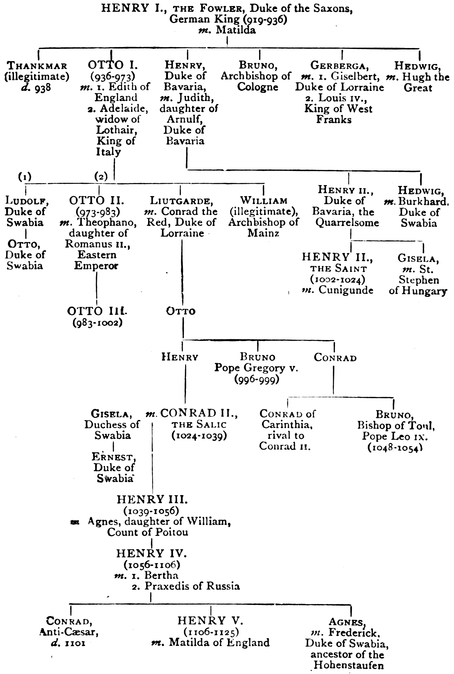 HENRY I., THE FOWLER, Duke of the Saxons,
German King (919-936)
m. Matilda
THANKMAR
(illegitimate)
d. 938
OTTO I.
(936-973)
m. 1. Edith of
England
2. Adelaide,
widow of
Lothair,
King of
Italy
HENRY,
Duke of
Bavaria,
m. Judith,
daughter of
Arnulf,
Duke of
Bavaria
BRUNO,
Archbishop of
Cologne
GERBERGA,
m. 1. Giselbert,
Duke of Lorraine
2. Louis IV.,
King of West
Franks
HEDWIG,
m. Hugh the
Great
(1)
(2)
LUDOLF,
Duke of
Swabia
OTTO,
Duke of
Swabia
OTTO II.
(973-983)
m. Theophano,
daughter of
Romanus II.,
Eastern
Emperor
LIUTGARDE,
m. Conrad the
Red, Duke of
Lorraine
WILLIAM
(illegitimate),
Archbishop of
Mainz
HENRY II.,
Duke of
Bavaria, the
Quarrelsome
HEDWIG,
m. Burkhard.
Duke of
Swabia
HENRY II.,
THE SAINT
(1002-1024)
m. Cunigunde
GISELA,
m. St.
Stephen
of Hungary
OTTO III.
(983-1002)
OTTO
HENRY
BRUNO
Pope Gregory V.
(996-999)
CONRAD
GISELA,
Duchess of
Swabia
ERNEST,
Duke of
Swabia
m. CONRAD II.,
THE SALIC
(1024-1039)
CONRAD of
Carinthia,
rival to
Conrad II.
BRUNO,
Bishop of Toul,
Pope Leo IX.
(1048-1054)
HENRY III.
(1039-1056)
m Agnes, daughter of William,
Count of Poitou
HENRY IV.
(1056-1106)
m. 1. Bertha
2. Praxedis of Russia
CONRAD,
Anti-Cæsar,
d. 1101
HENRY V.
(1106-1125)
m. Matilda of England
AGNES,
m. Frederick.
Duke of Swabia,
ancestor of the
Hohenstaufen